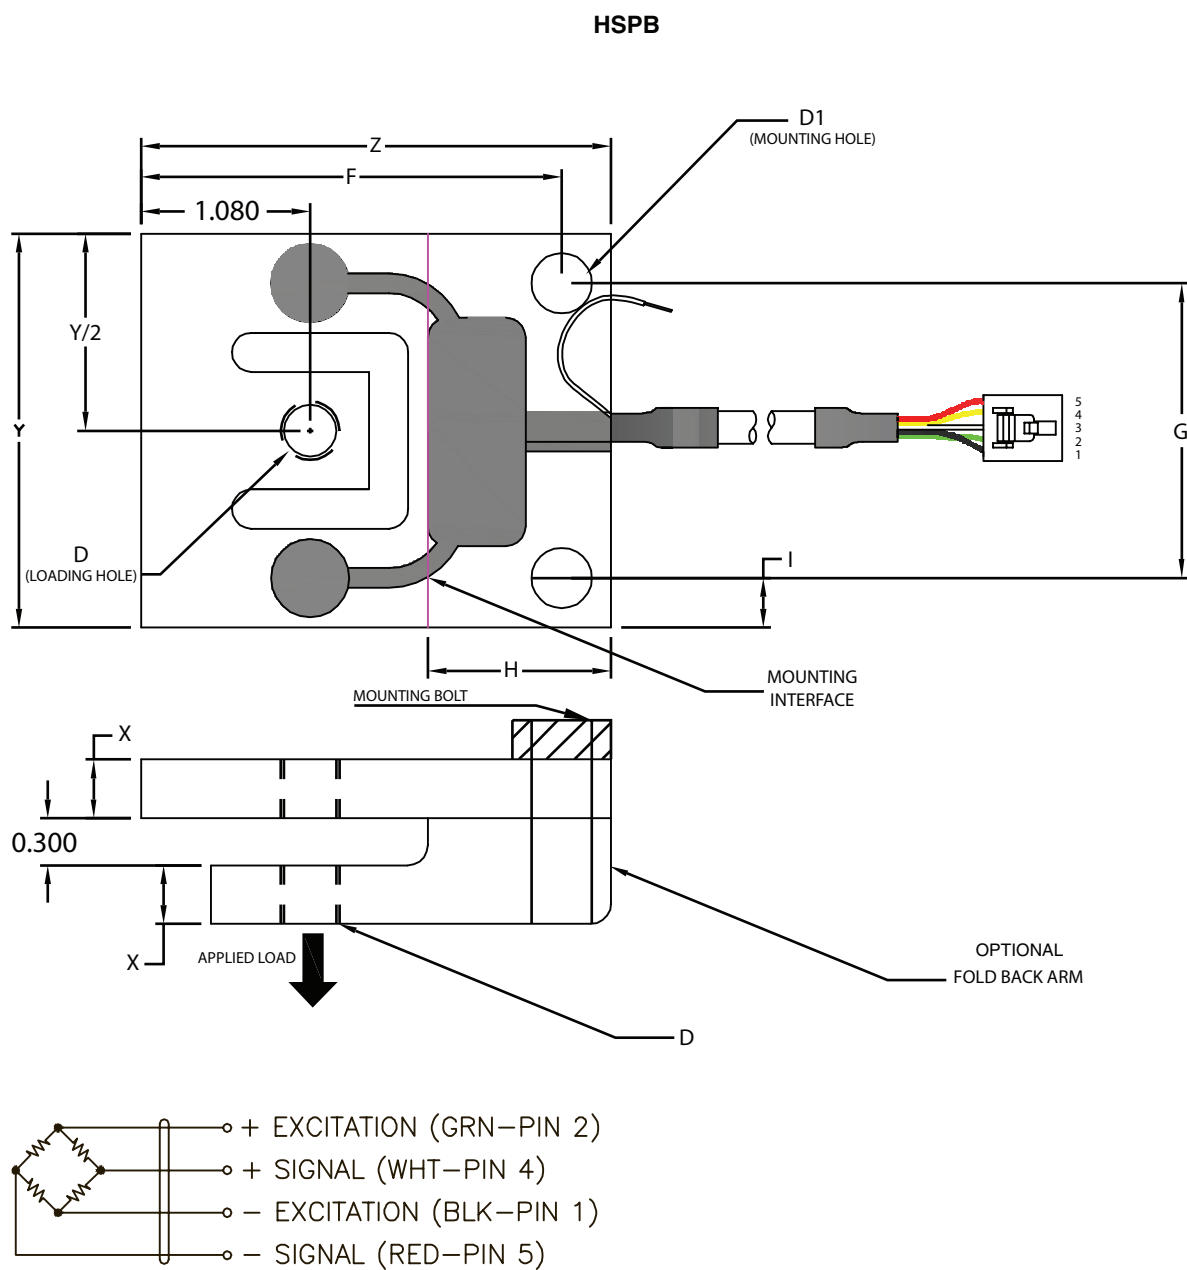 HSPB
D1
(MOUNTING HOLE)
Z
F
1.080
Y/2
Y
G
5
4
3
2
1
D
(LOADING HOLE)
I
H
MOUNTING
INTERFACE
MOUNTING BOLT
X
0.300
X
APPLIED LOAD
OPTIONAL
FOLD BACK ARM
D
+ EXCITATION (GRN-PIN 2)
+ SIGNAL (WHT-PIN 4)
- EXCITATION (BLK-PIN 1)
- SIGNAL (RED-PIN 5)